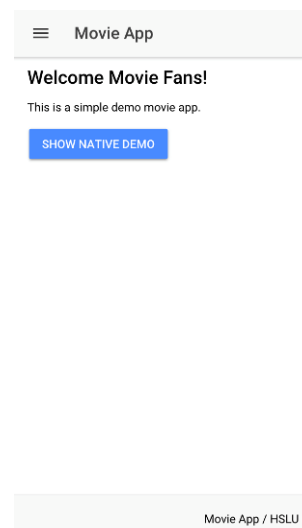 Movie App
Welcome Movie Fans!
This is a simple demo movie app.
SHOW NATIVE DEMO
Movie App / HSLU